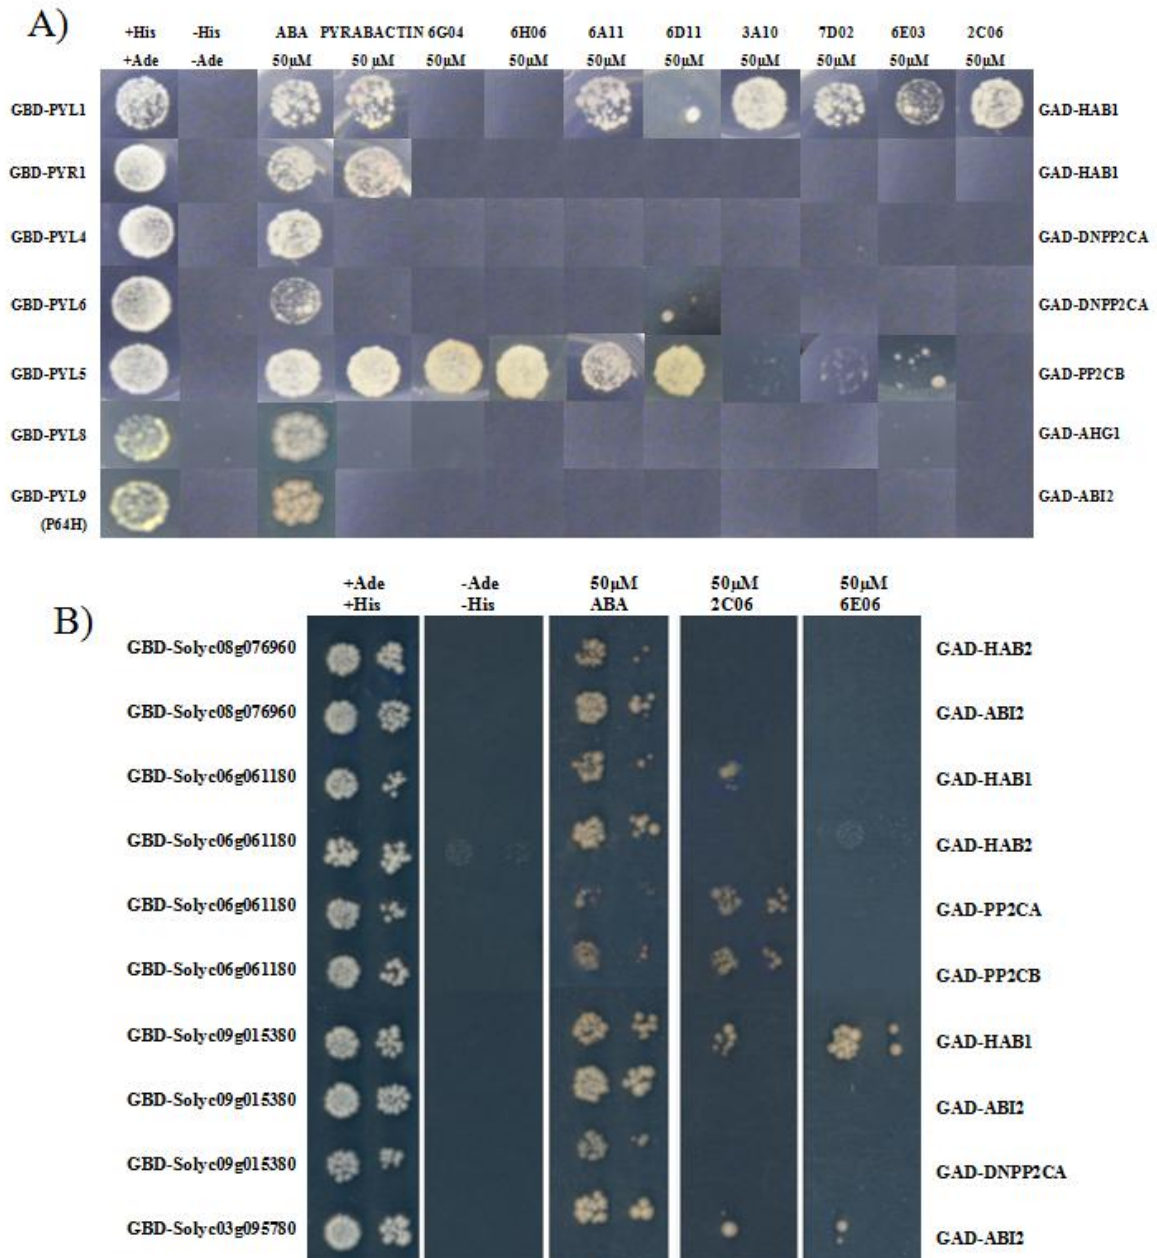 A)
+His -His ABA PYRABACTIN 6G04 6H06 6A11 6D11 3A10 7D02 6E03 2C06
+Ade -Ade 50µM 50 µM 50µM 50µM 50µM 50µM 50µM 50µM 50µM 50µM
GBD-PYL1 GAD-HAB1
GBD-PYR1 GAD-HAB1
GBD-PYL4 GAD-DNPP2CA
GBD-PYL6 GAD-DNPP2CA
GBD-PYL5 GAD-PP2CB
GBD-PYL8 GAD-AHG1
GBD-PYL9 GAD-ABI2
(P64H)
B)
+Ade -Ade 50µM 50µM 50µM
+His -His ABA 2C06 6E06
GBD-Solyc08g076960 GAD-HAB2
GBD-Solyc08g076960 GAD-ABI2
GBD-Solyc06g061180 GAD-HAB1
GBD-Solyc06g061180 GAD-HAB2
GBD-Solyc06g061180 GAD-PP2CA
GBD-Solyc06g061180 GAD-PP2CB
GBD-Solyc09g015380 GAD-HAB1
GBD-Solyc09g015380 GAD-ABI2
GBD-Solyc09g015380 GAD-DNPP2CA
GBD-Solyc03g095780 GAD-ABI2